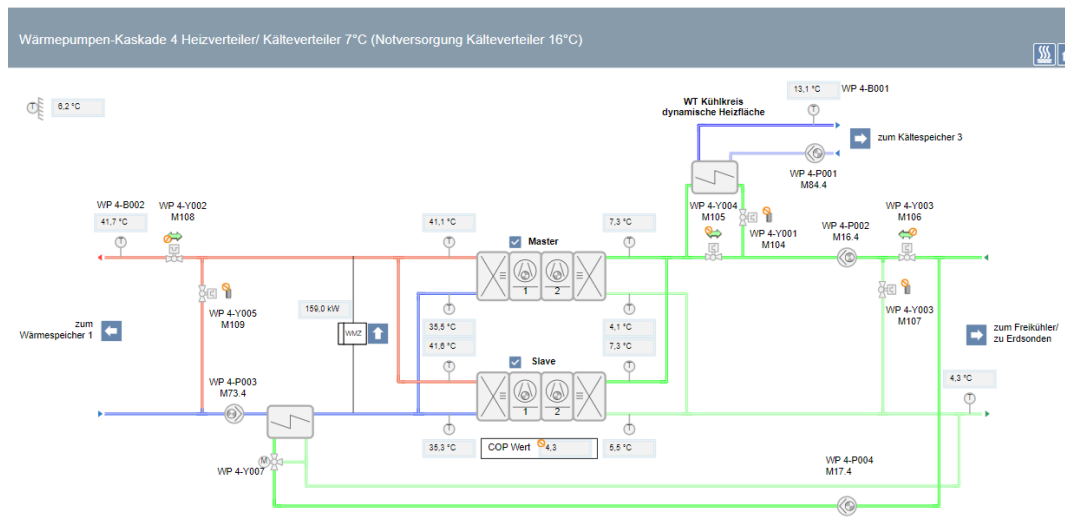 Wärmepumpen-Kaskade 4 Heizverteiler/ Kälteverteiler 7°C (Notversorgung Kälteverteiler 16°C)
T
6,2 °C
13,1 °C
WP 4-B001
WT Kühlkreis
dynamische Heizfläche
T
zum Kältespeicher 3
WP 4-P001
M84.4
WP 4-B002
41,7 °C
WP 4-Y002
M108
41,1 °C
7,3 °C
WP 4-Y004
M105
WP 4-Y001
M104
WP 4-P002
M16.4
WP 4-Y003
M106
T
T
T
Master
1
2
WP 4-Y005
M109
159,0 kW
T
T
WP 4-Y003
M107
zum
Wärmespeicher 1
WMZ
35,5 °C
4,1 °C
41,6 °C
7,3 °C
zum Freikühler/
zu Erdsonden
T
T
Slave
4,3 °C
T
WP 4-P003
M73.4
1
2
T
T
35,3 °C
COP Wert
4,3
5,5 °C
WP 4-Y007
M
WP 4-P004
M17.4